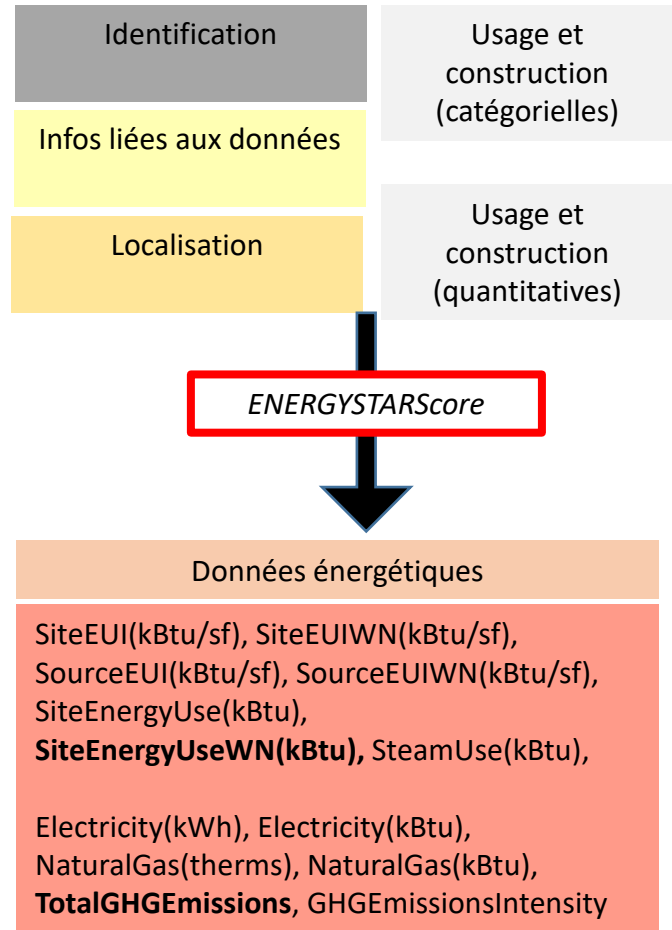 Identification
Infos liées aux données
Localisation
Usage et
construction
(catégorielles)
Usage et
construction
(quantitatives)
ENERGYSTARScore
Données énergétiques
SiteEUI(kBtu/sf), SiteEUIWN(kBtu/sf),
SourceEUI(kBtu/sf), SourceEUIWN(kBtu/sf),
SiteEnergyUse(kBtu),
SiteEnergyUseWN(kBtu), SteamUse(kBtu),
Electricity(kWh), Electricity(kBtu),
NaturalGas(therms), NaturalGas(kBtu),
TotalGHGEmissions, GHGEmissionsIntensity